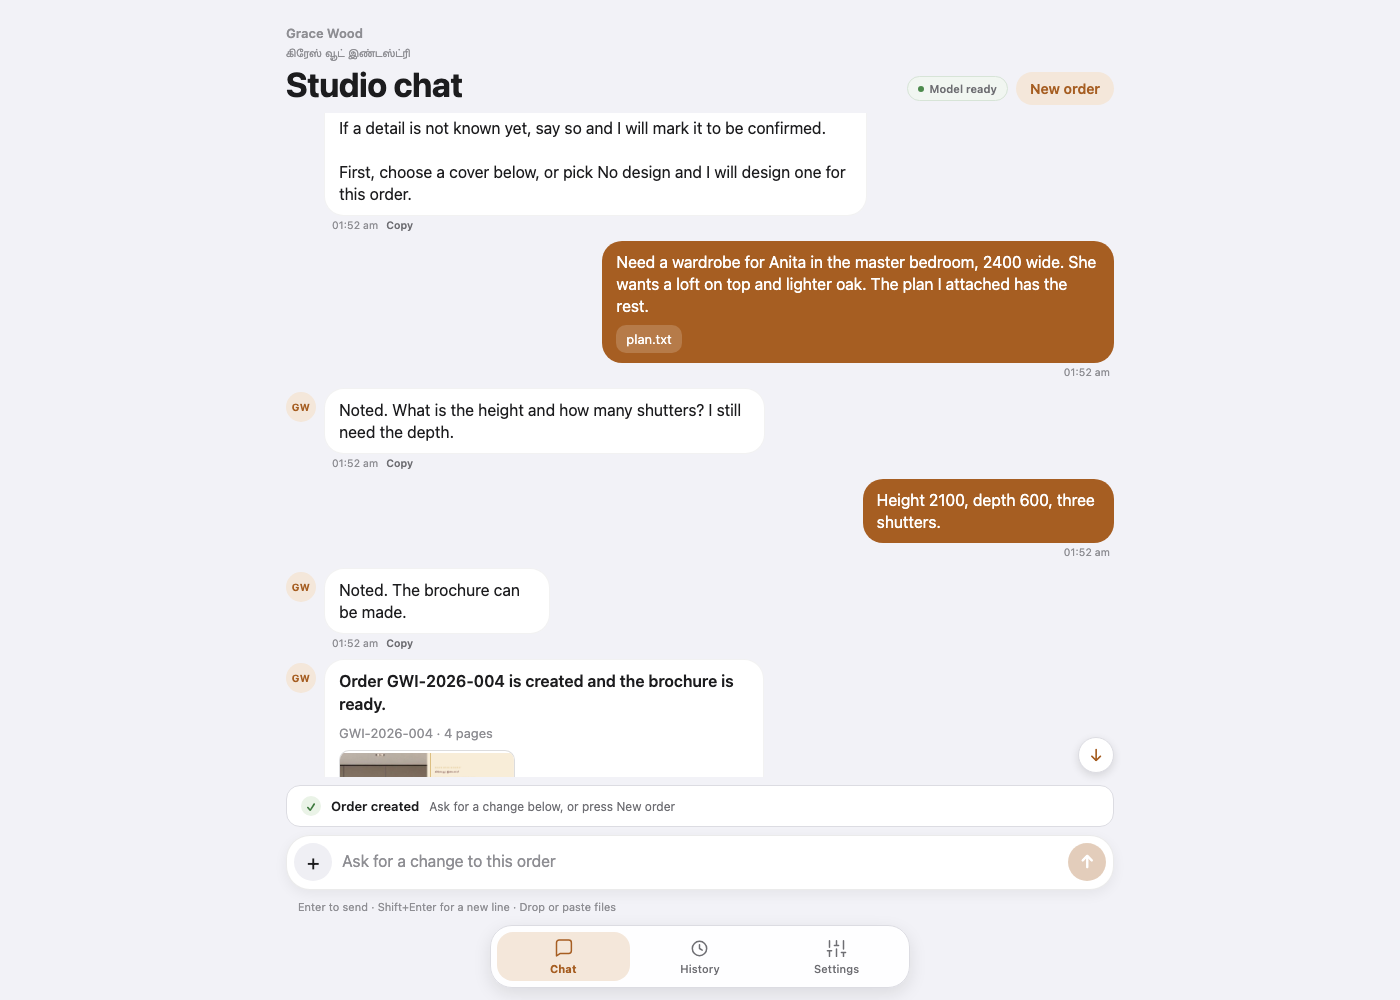 Grace Wood
கிரேஸ் வூட் இண்டஸ்ட்ரி
Studio chat
Model ready
New order
If a detail is not known yet, say so and I will mark it to be confirmed.
First, choose a cover below, or pick No design and I will design one for
this order.
01:52 am Copy
Need a wardrobe for Anita in the master bedroom, 2400 wide. She
wants a loft on top and lighter oak. The plan I attached has the
rest.
plan.txt
01:52 am
GW
Noted. What is the height and how many shutters? I still
need the depth.
01:52 am Copy
Height 2100, depth 600, three
shutters.
01:52 am
GW
Noted. The brochure can
be made.
01:52 am Copy
GW
Order GWI-2026-004 is created and the brochure is
ready.
GWI-2026-004 · 4 pages
Order created Ask for a change below, or press New order
Ask for a change to this order
Enter to send · Shift+Enter for a new line · Drop or paste files
Chat
History
Settings